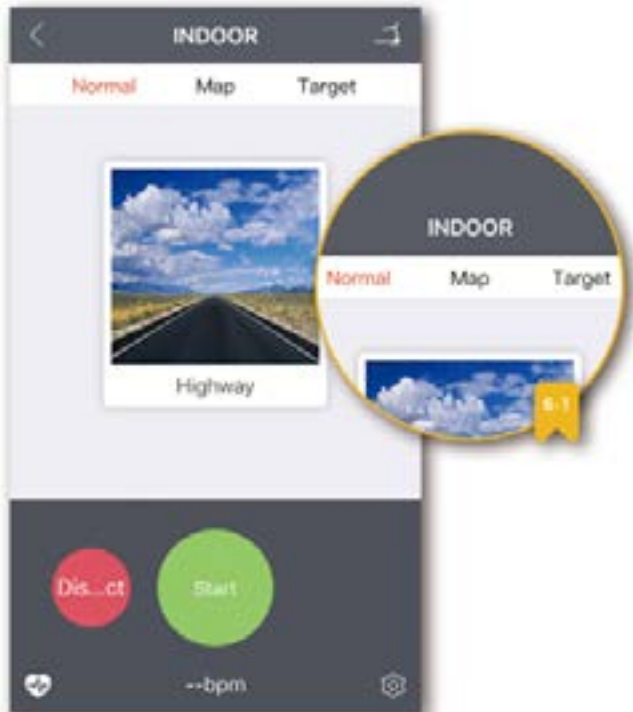 INDOOR
Normal Map Target
Highway
Dis...ct Start
--bpm
INDOOR
Normal Map Target
6-1